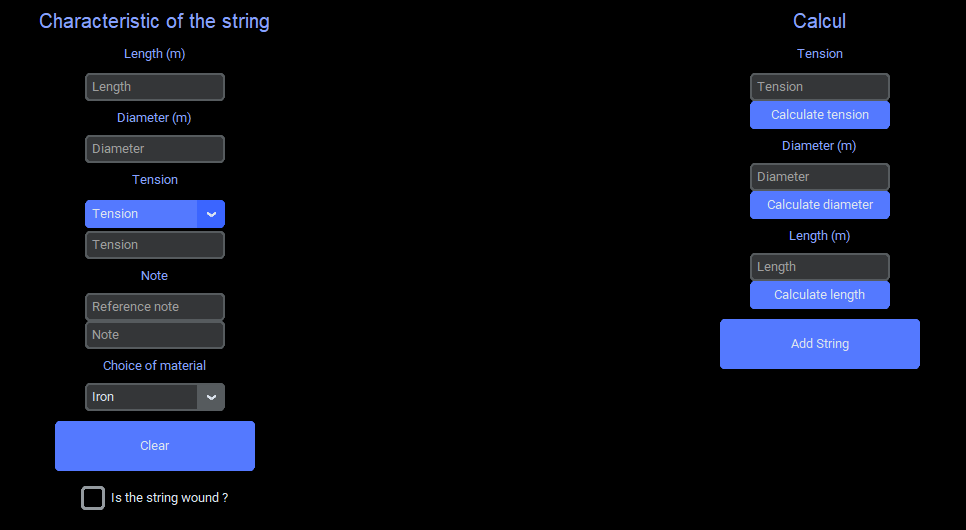 Characteristic of the string
Length (m)
Length
Diameter (m)
Diameter
Tension
Tension
Tension
Note
Reference note
Note
Choice of material
Iron
Clear
Is the string wound ?
Calcul
Tension
Tension
Calculate tension
Diameter (m)
Diameter
Calculate diameter
Length (m)
Length
Calculate length
Add String